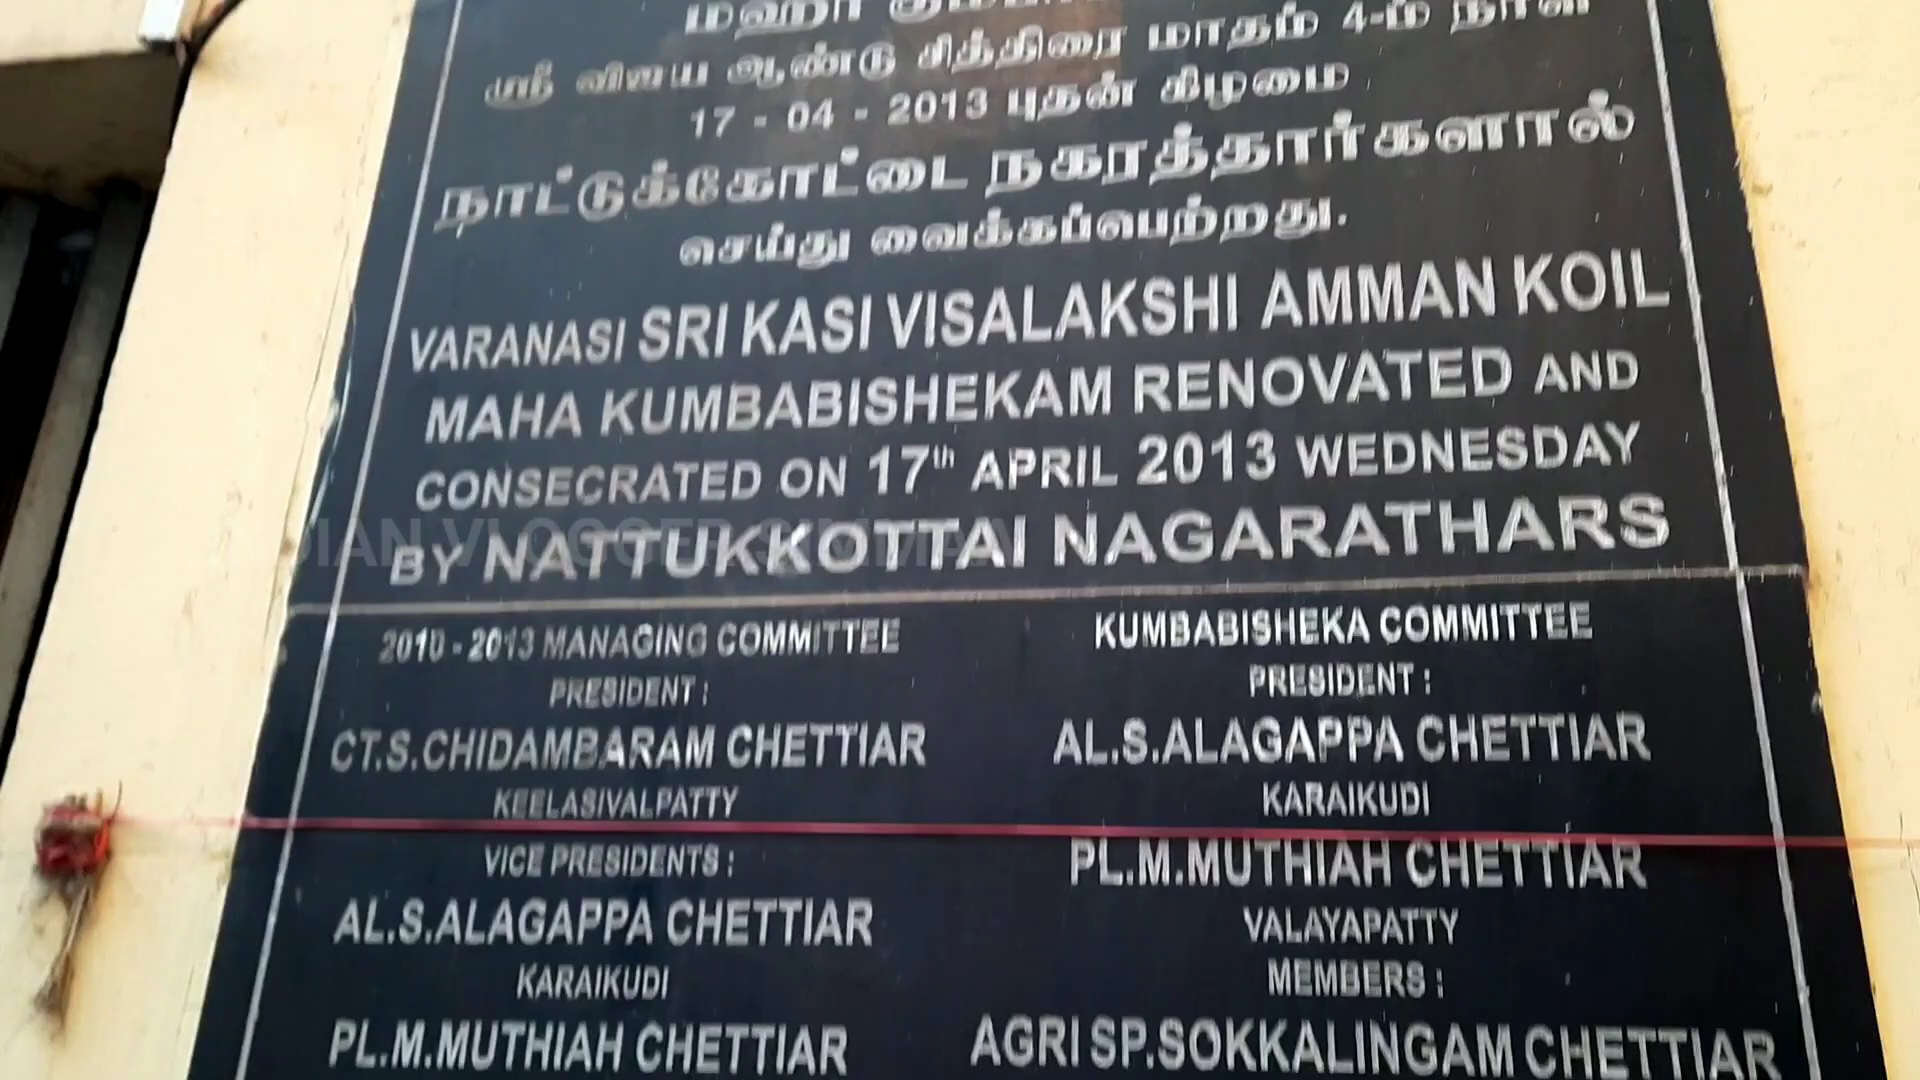 மஹா
ஸ்ரீ விஜய ஆண்டு சித்திரை மாதம் 4-ம் நாள்
17 - 04 - 2013 புதன் கிழமை
நாட்டுக்கோட்டை நகரத்தார்களால்
செய்து வைக்கப்பெற்றது.
VARANASI SRI KASI VISALAKSHI AMMAN KOIL
MAHA KUMBABISHEKAM RENOVATED AND
CONSECRATED ON 17th APRIL 2013 WEDNESDAY
BY NATTUKKOTTAI NAGARATHARS
2010 - 2013 MANAGING COMMITTEE
PRESIDENT :
CT.S.CHIDAMBARAM CHETTIAR
KEELASIVALPATTY
VICE PRESIDENTS :
AL.S.ALAGAPPA CHETTIAR
KARAIKUDI
PL.M.MUTHIAH CHETTIAR
KUMBABISHEKA COMMITTEE
PRESIDENT :
AL.S.ALAGAPPA CHETTIAR
KARAIKUDI
PL.M.MUTHIAH CHETTIAR
VALAYAPATTY
MEMBERS :
AGRI SP.SOKKALINGAM CHETTIAR